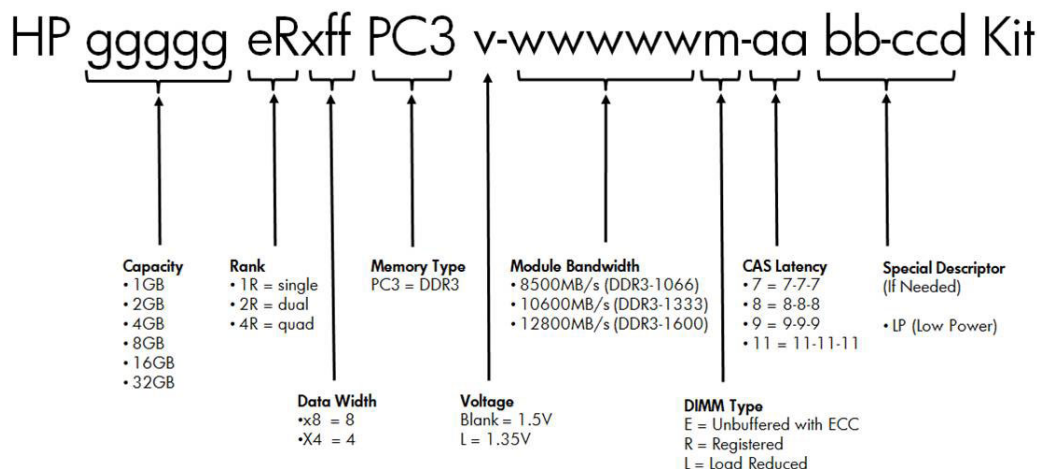 HP ggggg eRxff PC3 v-wwwwwm-aa bb-ccd Kit
Capacity
• 1GB
• 2GB
• 4GB
• 8GB
• 16GB
• 32GB
Rank
• 1R = single
• 2R = dual
• 4R = quad
Memory Type
PC3 = DDR3
Module Bandwidth
• 8500MB/s (DDR3-1066)
• 10600MB/s (DDR3-1333)
• 12800MB/s (DDR3-1600)
CAS Latency
• 7 = 7-7-7
• 8 = 8-8-8
• 9 = 9-9-9
• 11 = 11-11-11
Special Descriptor
(If Needed)
• LP (Low Power)
Data Width
•x8 = 8
•X4 = 4
Voltage
Blank = 1.5V
L = 1.35V
DIMM Type
E = Unbuffered with ECC
R = Registered
L = Load Reduced